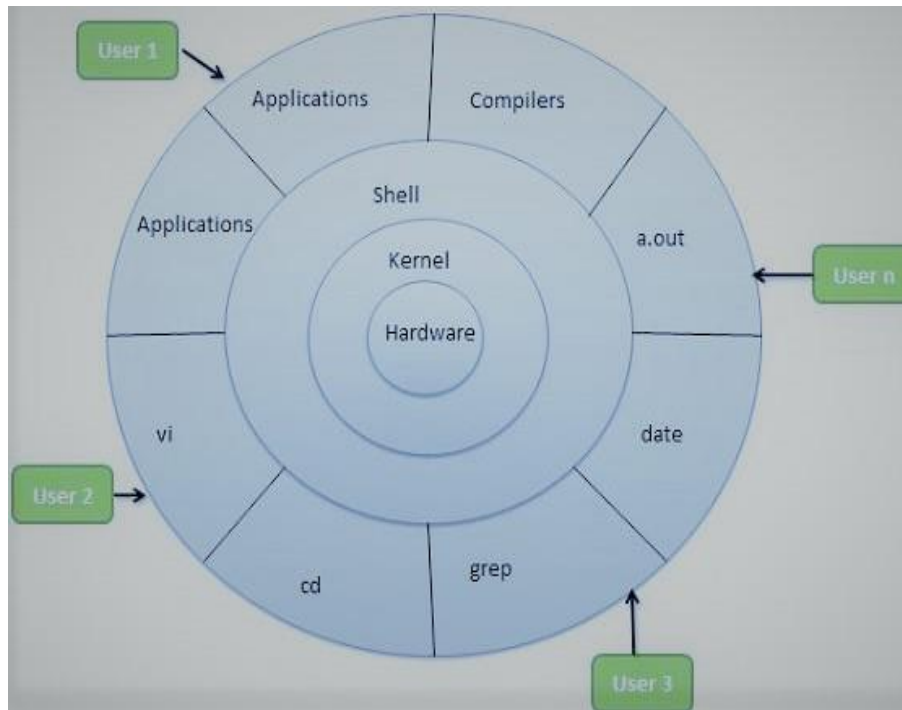 User 1
Applications
Compilers
Shell
Applications
a.out
Kernel
User n
Hardware
vi
date
User 2
grep
cd
User 3